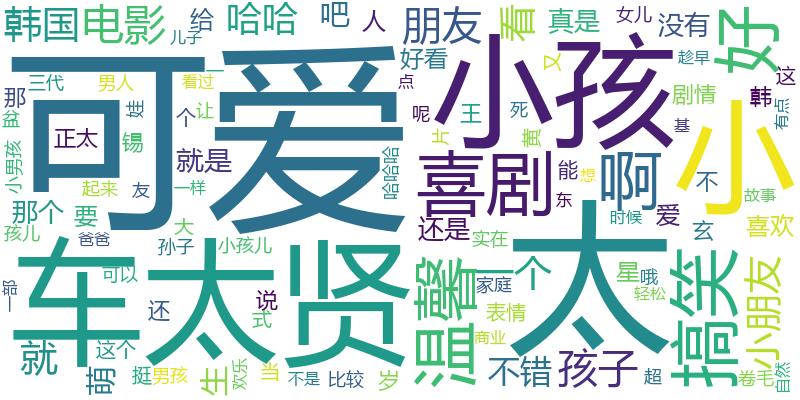 韩国
电影
给
哈哈
吧
人
朋友
看
真是
女儿
没有
好
儿子
可爱
好看
又
趁早
这
小孩
三代
男人
看过
一
点
剧情
韩
那
娃
个
让
呢
王
死
黄
有点
盆
正太
锡
片
基
小
小男孩
就是
哈哈哈
喜剧
能
啊
不
起来
友
一样
想
东
故事
那个
要
还是
时候
爱
玄
喜欢
孩儿
爸爸
大
孙子
小孩儿
实在
车太贤
太
可以
温馨
一个
家庭
星
哦
轻松
搞笑
小朋友
还
说
式
表情
商业
就
这个
萌
挺
男孩
生
欢乐
当
不是
比较
岁
不错
孩子
超
卷毛
自然